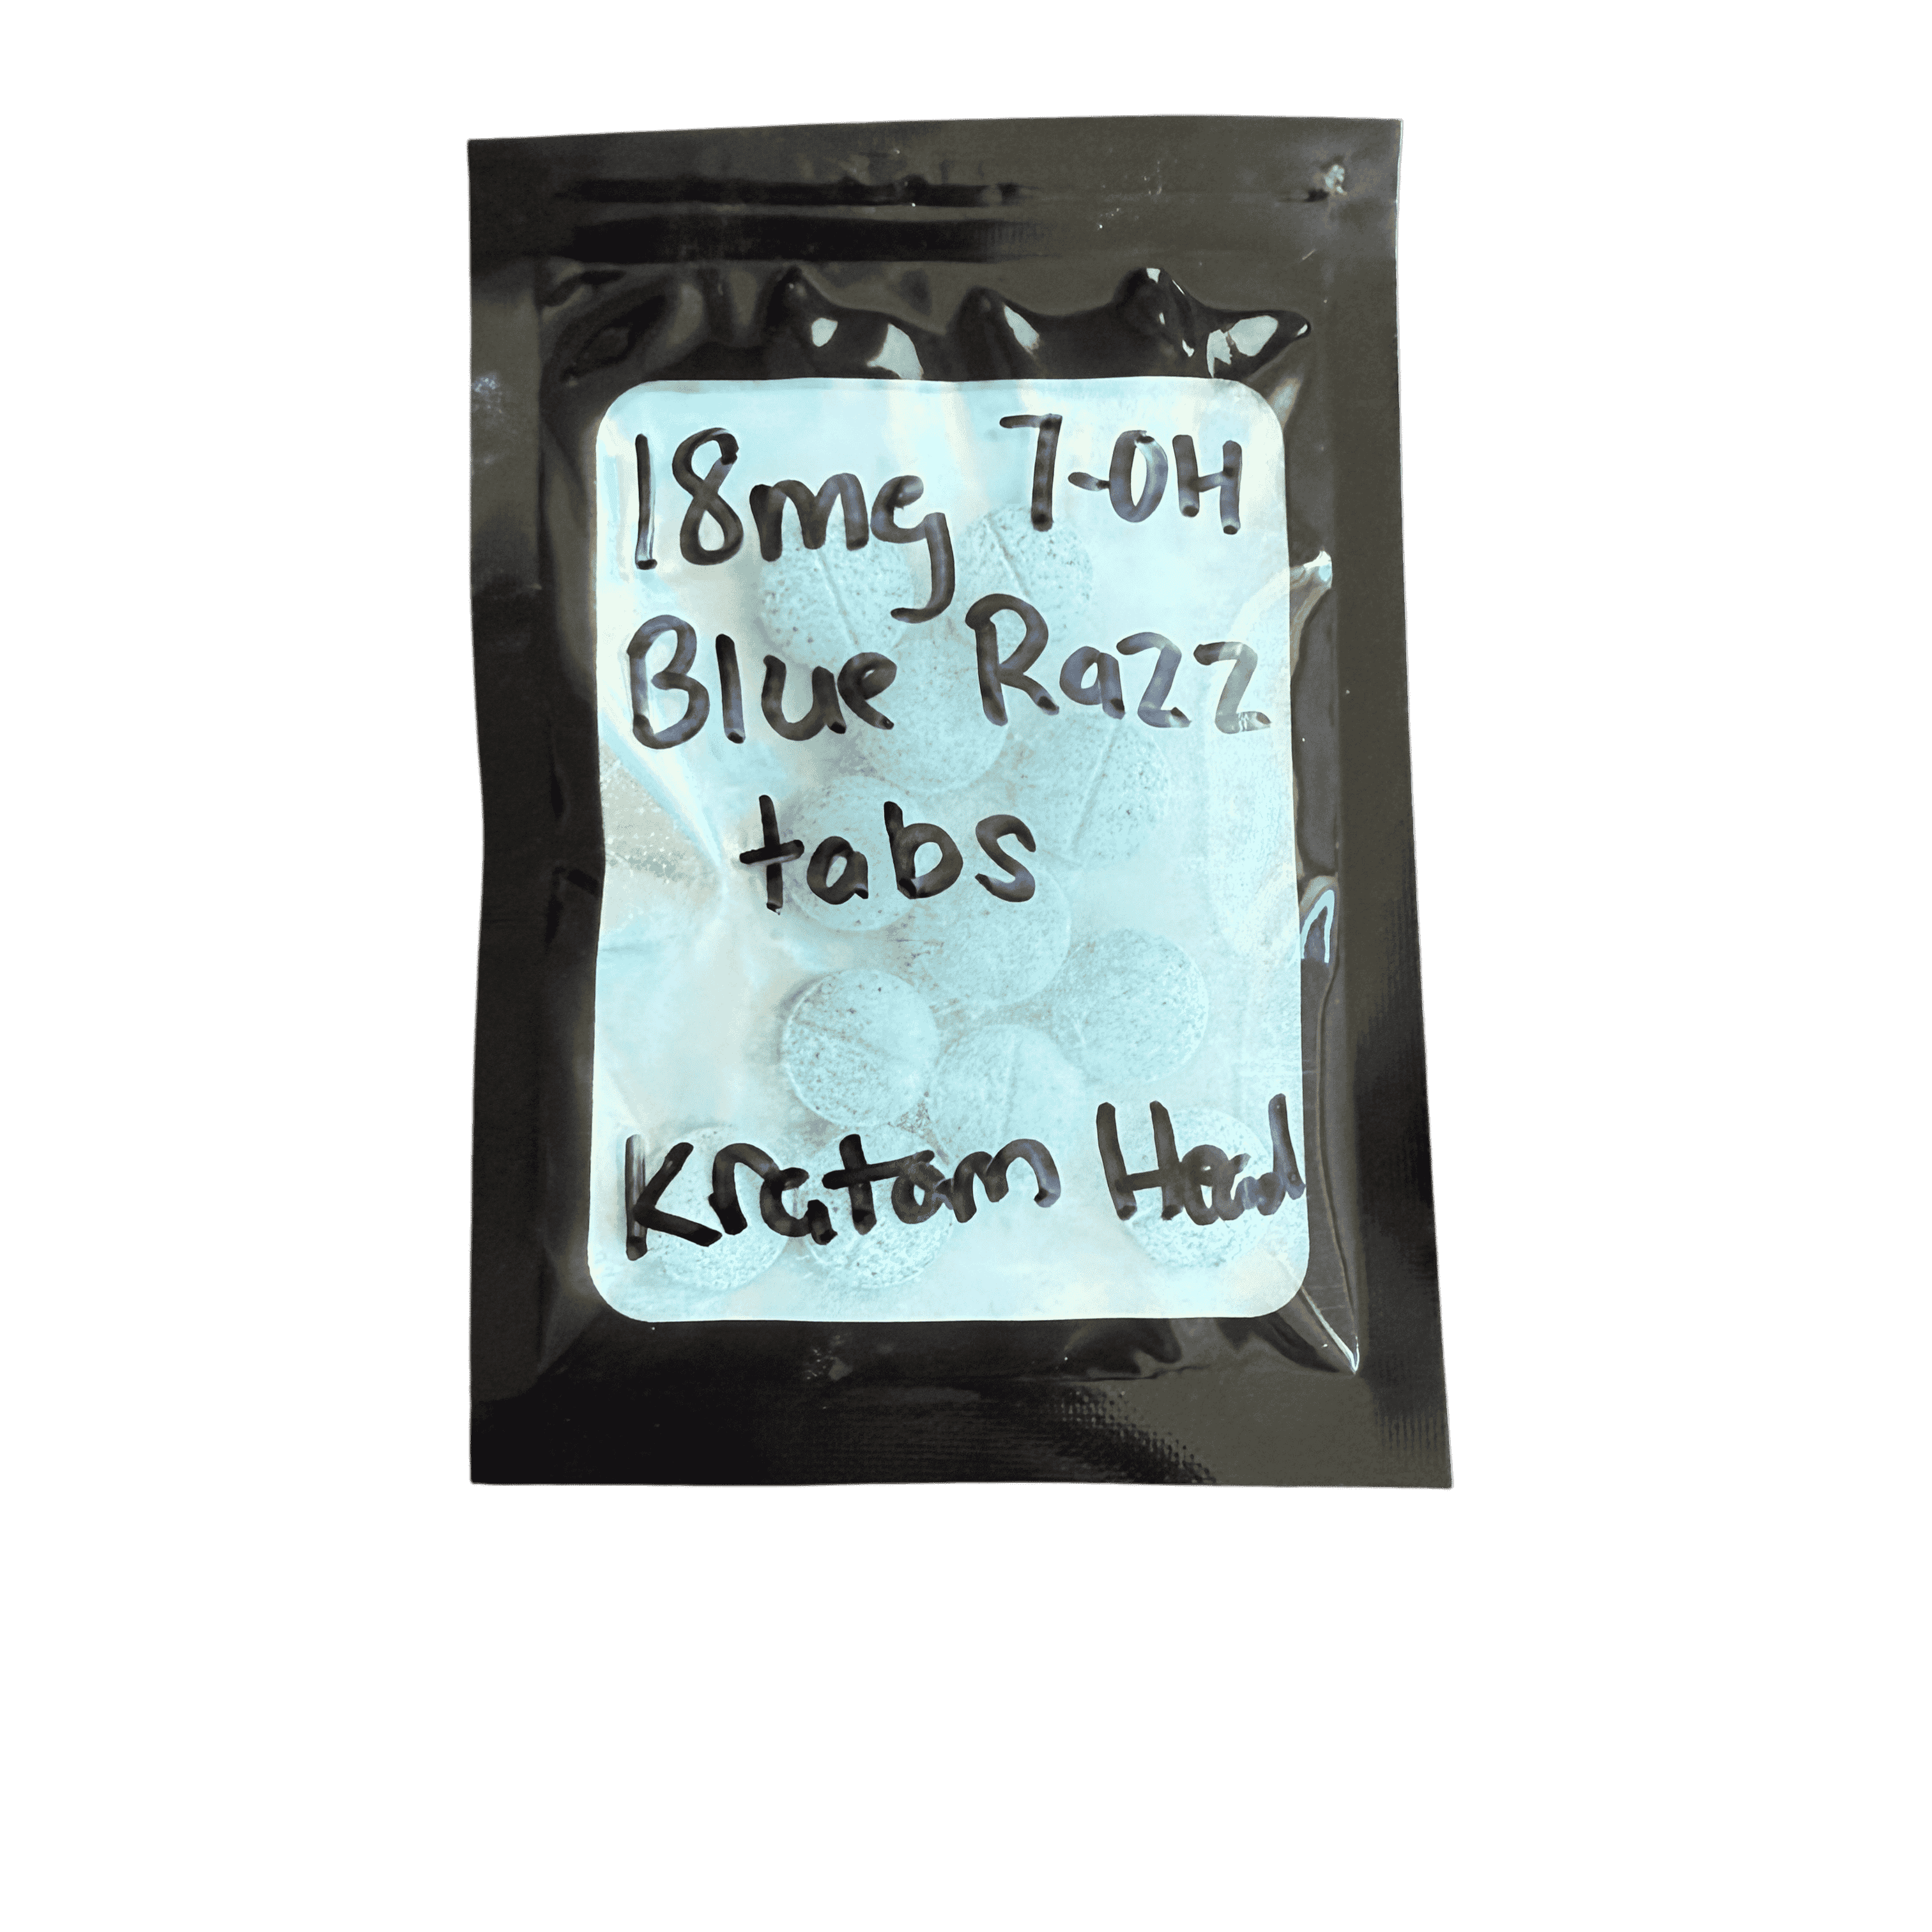 18mg 7-OH
Blue Razz
tabs
Kratom Head